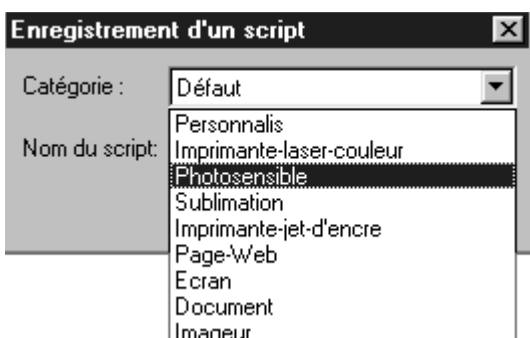 Enregistrement d'un script
Catégorie :
Défaut
Personnalis
Nom du script:
Imprimante-laser-couleur
Photosensible
Sublimation
Imprimante-jet-d'encre
Page-Web
Ecran
Document
Imageur